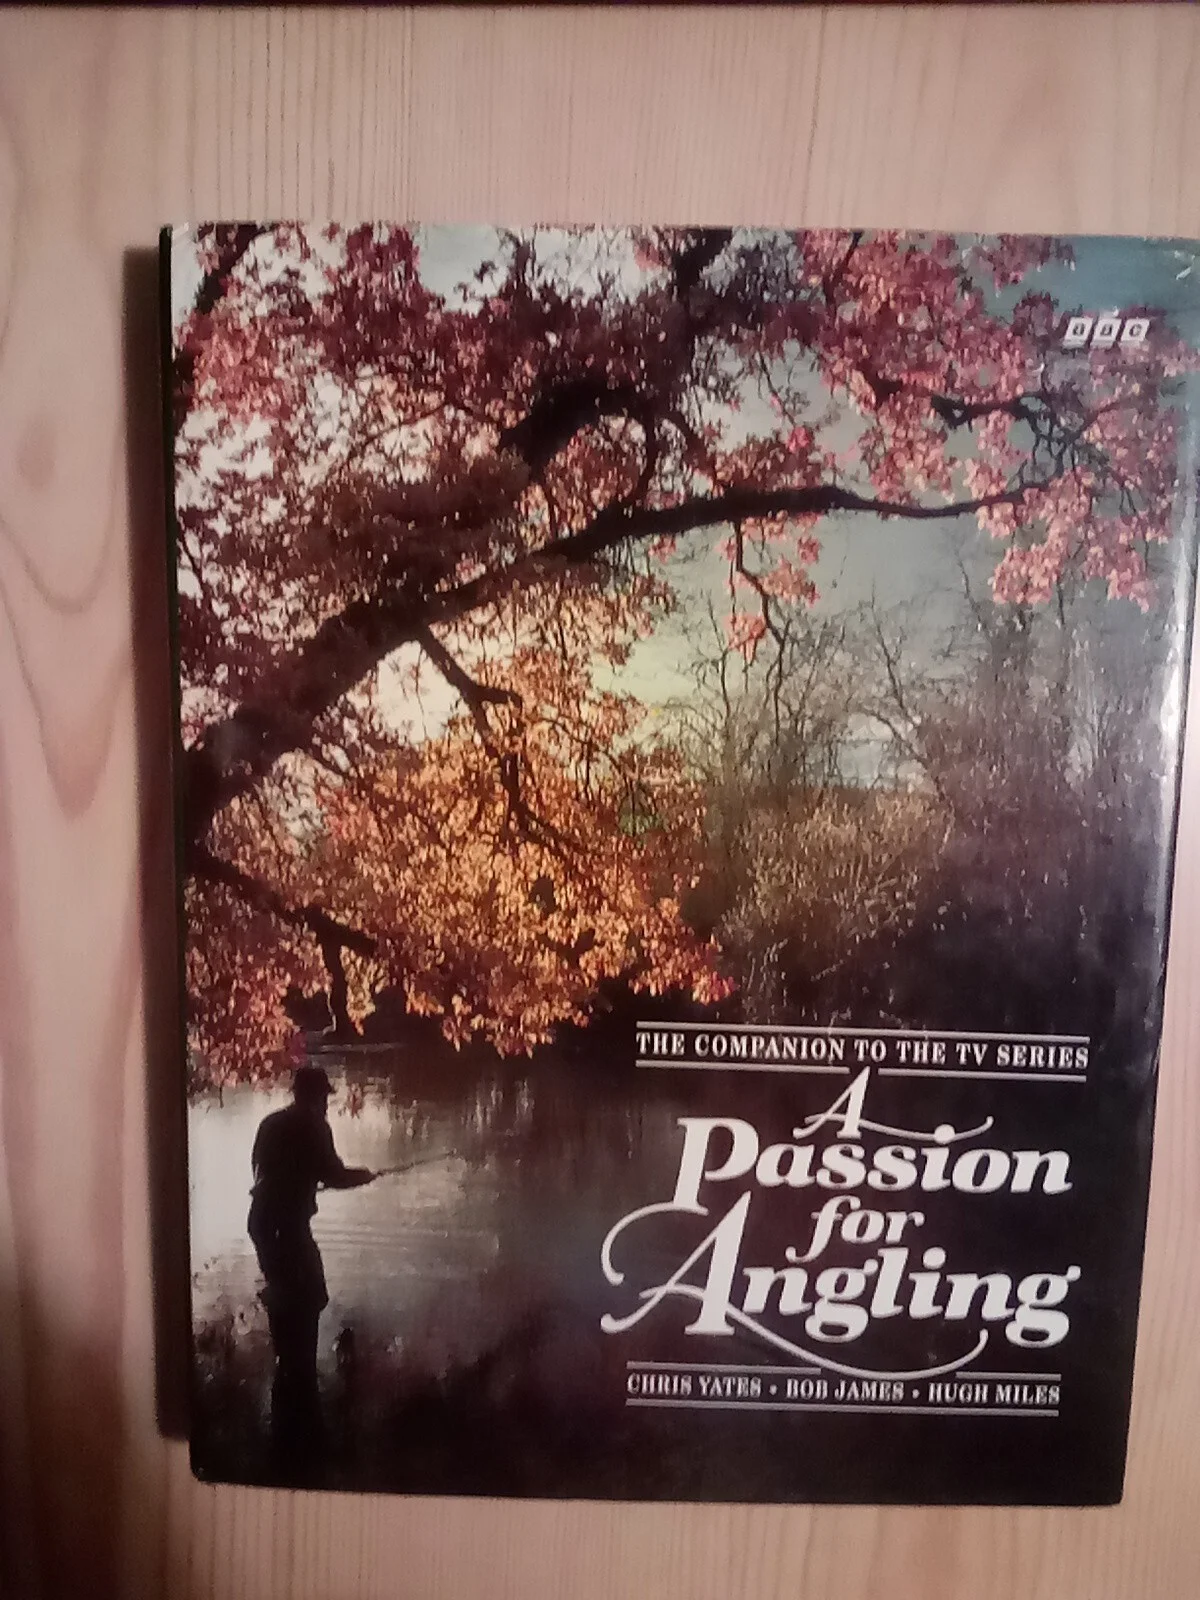 BBC
THE COMPANION TO THE TV SERIES
A
Passion
for
Angling
CHRIS YATES • BOB JAMES • HUGH MILES